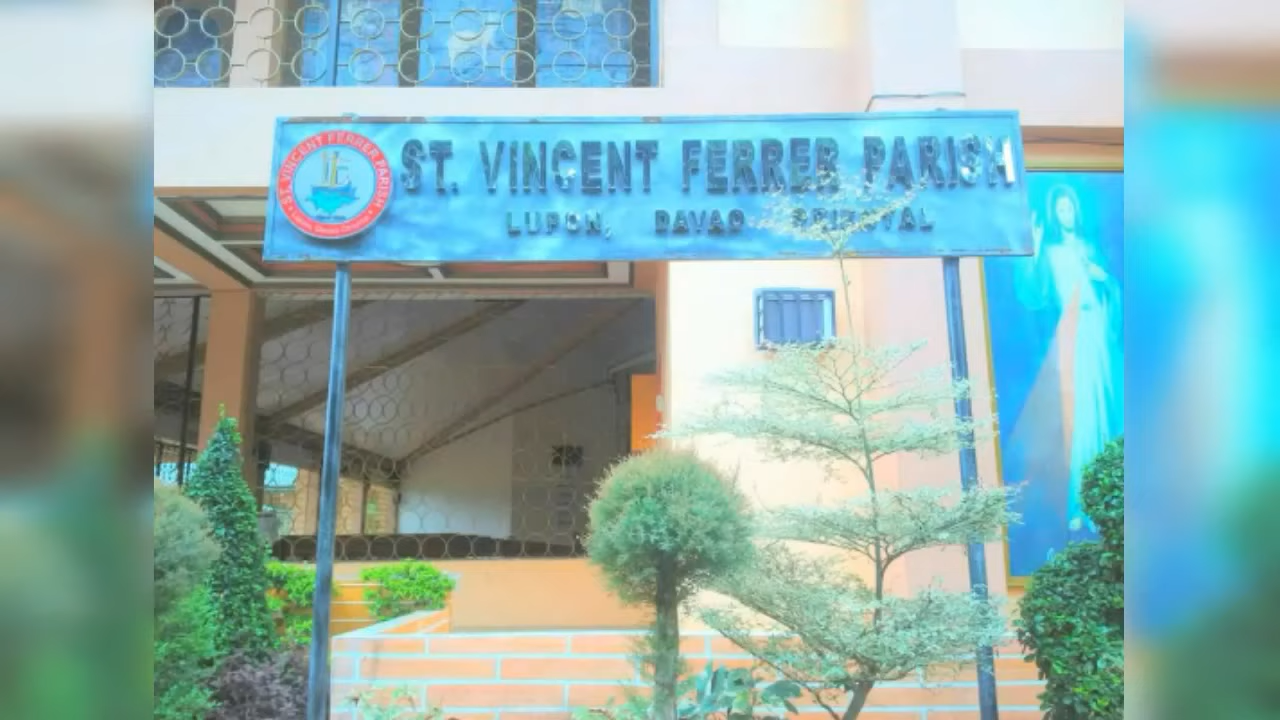 ST. VINCENT FERRER PARISH
ST. VINCENT FERRER PARISH
LUPON, DAVAO ORIENTAL